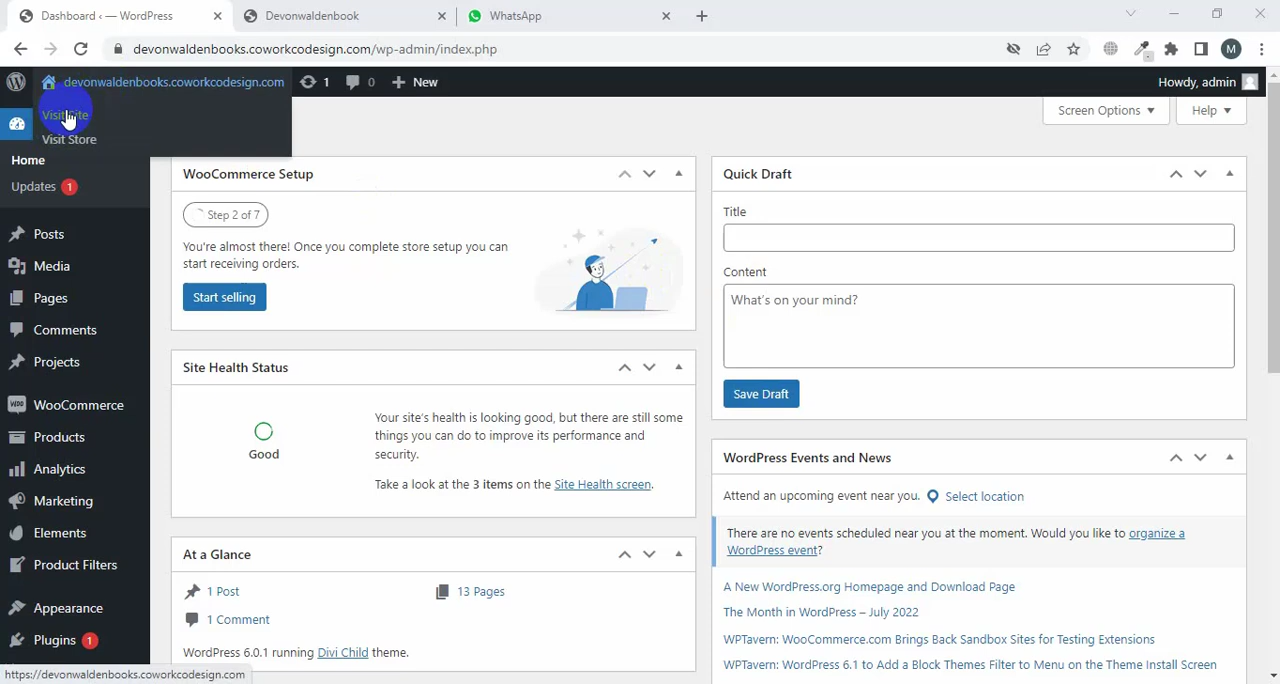 Dashboard ‹ — WordPress
Devonwaldenbook
WhatsApp
devonwaldenbooks.coworkcodesign.com/wp-admin/index.php
M
devonwaldenbooks.coworkcodesign.com
1
0
New
Howdy, admin
Visit Site
Visit Store
Screen Options ▼
Help ▼
Home
Updates 1
Posts
Media
Pages
Comments
Projects
WooCommerce
Products
Analytics
Marketing
Elements
Product Filters
Appearance
Plugins 1
WooCommerce Setup
Step 2 of 7
You're almost there! Once you complete store setup you can
start receiving orders.
Start selling
Site Health Status
Good
Your site's health is looking good, but there are still some
things you can do to improve its performance and
security.
Take a look at the 3 items on the Site Health screen.
At a Glance
1 Post
13 Pages
1 Comment
WordPress 6.0.1 running Divi Child theme.
Quick Draft
Title
Content
What's on your mind?
Save Draft
WordPress Events and News
Attend an upcoming event near you.
Select location
There are no events scheduled near you at the moment. Would you like to organize a
WordPress event?
A New WordPress.org Homepage and Download Page
The Month in WordPress – July 2022
WPTavern: WooCommerce.com Brings Back Sandbox Sites for Testing Extensions
WPTavern: WordPress 6.1 to Add a Block Themes Filter to Menu on the Theme Install Screen
https://devonwaldenbooks.coworkcodesign.com